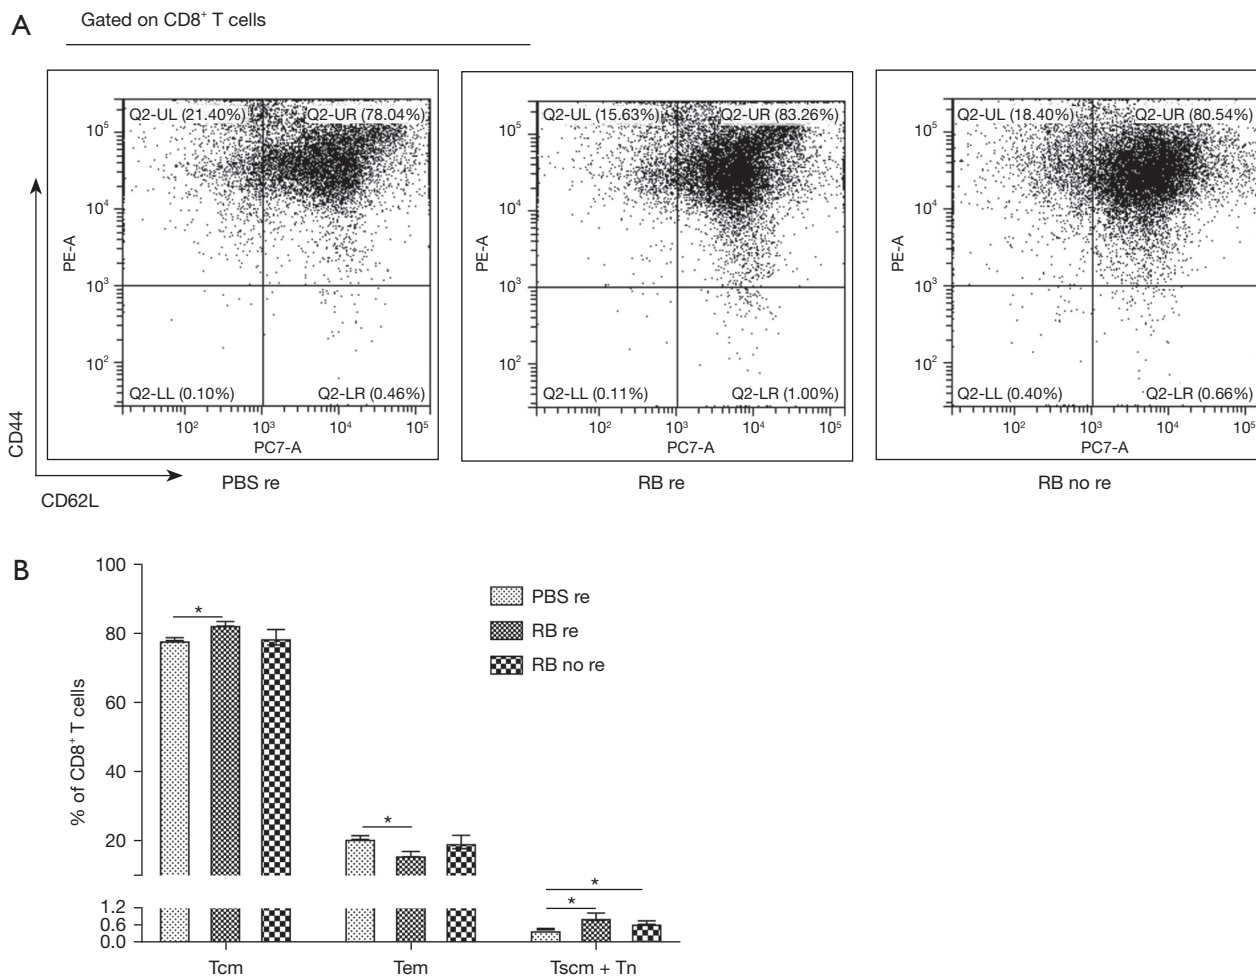 A
Gated on CD8⁺ T cells
Q2-UL (21.40%) Q2-UR (78.04%)
10⁵
10⁴
10³
10²
PE-A
Q2-LL (0.10%) Q2-LR (0.46%)
10² 10³ 10⁴ 10⁵
PC7-A
PBS re
Q2-UL (15.63%) Q2-UR (83.26%)
10⁵
10⁴
10³
10²
PE-A
Q2-LL (0.11%) Q2-LR (1.00%)
10² 10³ 10⁴ 10⁵
PC7-A
RB re
Q2-UL (18.40%) Q2-UR (80.54%)
10⁵
10⁴
10³
10²
PE-A
Q2-LL (0.40%) Q2-LR (0.66%)
10² 10³ 10⁴ 10⁵
PC7-A
RB no re
CD44
CD62L
B
% of CD8⁺ T cells
100
80
60
40
20
1.2
0.6
0.0
* * * *
PBS re
RB re
RB no re
Tcm Tem Tscm + Tn